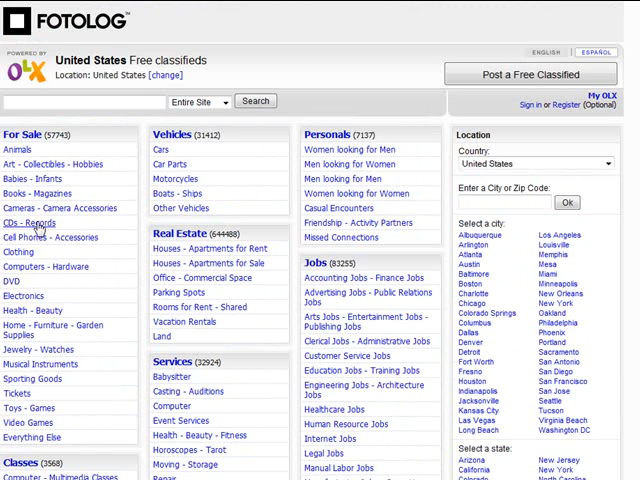 FOTOLOG™
POWERED BY
OLX
United States Free classifieds
Location: United States [change]
ENGLISH
ESPAÑOL
Post a Free Classified
Entire Site
Search
My OLX
Sign in or Register (Optional)
For Sale (57743)
Animals
Art - Collectibles - Hobbies
Babies - Infants
Books - Magazines
Cameras - Camera Accessories
CDs - Records
Cell Phones - Accessories
Clothing
Computers - Hardware
DVD
Electronics
Health - Beauty
Home - Furniture - Garden
Supplies
Jewelry - Watches
Musical Instruments
Sporting Goods
Tickets
Toys - Games
Video Games
Everything Else
Classes (3568)
Computer - Multimedia Classes
Vehicles (31412)
Cars
Car Parts
Motorcycles
Boats - Ships
Other Vehicles
Real Estate (644488)
Houses - Apartments for Rent
Houses - Apartments for Sale
Office - Commercial Space
Parking Spots
Rooms for Rent - Shared
Vacation Rentals
Land
Services (32924)
Babysitter
Casting - Auditions
Computer
Event Services
Health - Beauty - Fitness
Horoscopes - Tarot
Moving - Storage
Repair
Personals (7137)
Women looking for Men
Men looking for Women
Men looking for Men
Women looking for Women
Casual Encounters
Friendship - Activity Partners
Missed Connections
Jobs (83255)
Accounting Jobs - Finance Jobs
Advertising Jobs - Public Relations
Jobs
Arts Jobs - Entertainment Jobs -
Publishing Jobs
Clerical Jobs - Administrative Jobs
Customer Service Jobs
Education Jobs - Training Jobs
Engineering Jobs - Architecture
Jobs
Healthcare Jobs
Human Resource Jobs
Internet Jobs
Legal Jobs
Manual Labor Jobs
Location
Country:
United States
Enter a City or Zip Code:
Ok
Select a city:
Albuquerque
Arlington
Atlanta
Austin
Baltimore
Boston
Charlotte
Chicago
Colorado Springs
Columbus
Dallas
Denver
Detroit
Fort Worth
Fresno
Houston
Indianapolis
Jacksonville
Kansas City
Las Vegas
Long Beach
Los Angeles
Louisville
Memphis
Mesa
Miami
Minneapolis
New Orleans
New York
Oakland
Philadelphia
Phoenix
Portland
Sacramento
San Antonio
San Diego
San Francisco
San Jose
Seattle
Tucson
Virginia Beach
Washington DC
Select a state:
Arizona
California
Colorado
New Jersey
New York
North Carolina